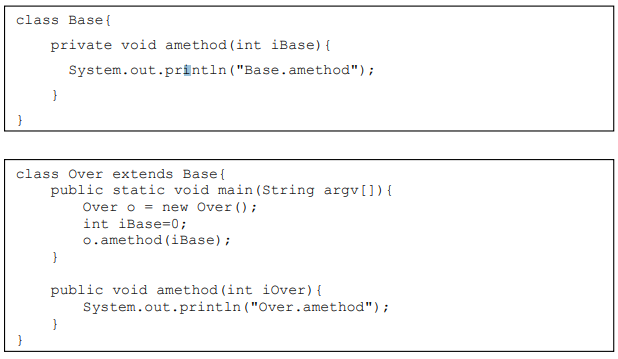 class Base{
private void amethod(int iBase){
System.out.println("Base.amethod");
}
}
class Over extends Base{
public static void main(String argv[]){
Over o = new Over();
int iBase=0;
o.amethod(iBase);
}
public void amethod(int iOver){
System.out.println("Over.amethod");
}
}